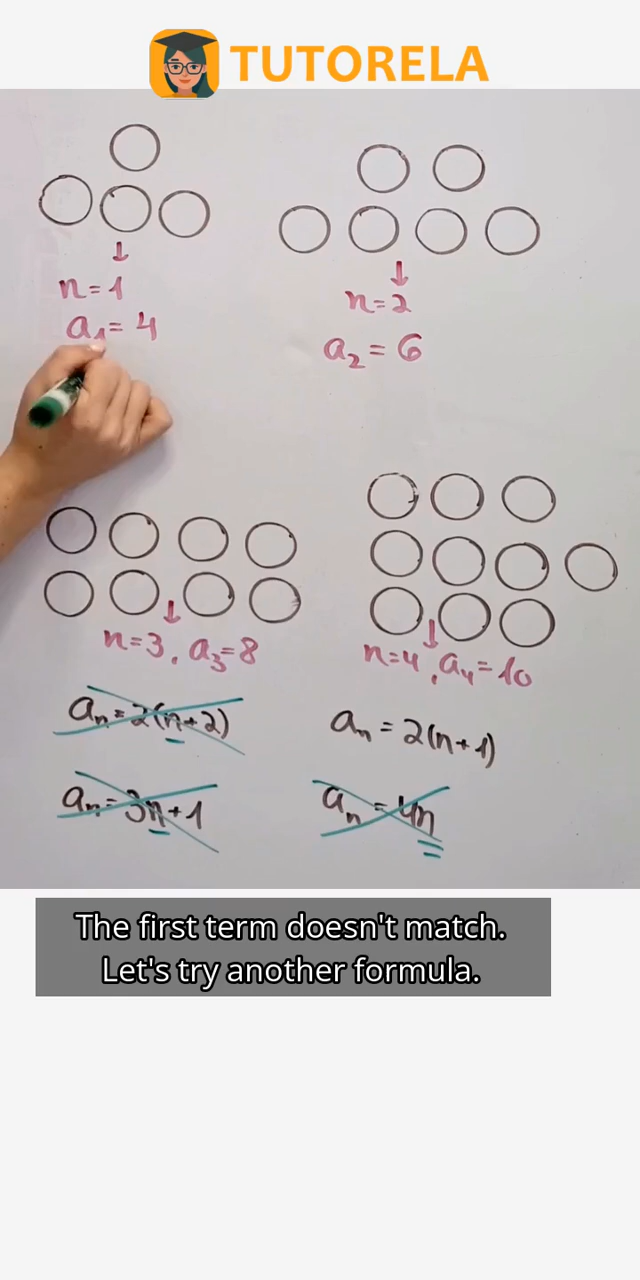 TUTORELA
n=1
a₁=4
n=2
a₂=6
n=3, a₃=8
n=4, a₄=10
aₙ=2(n+2)
aₙ=2(n+1)
aₙ=3n+1
aₙ=4n
The first term doesn't match.
Let's try another formula.